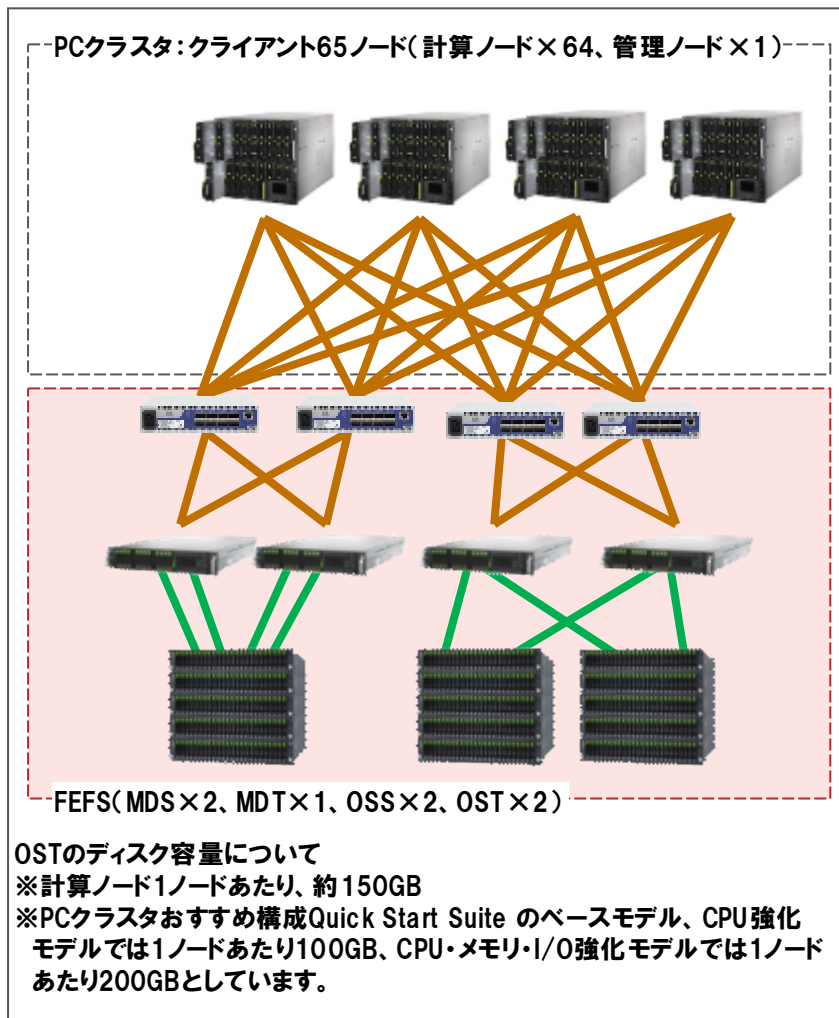 PCクラスタ：クライアント65ノード（計算ノード×64、管理ノード×1）
FEFS（MDS×2、MDT×1、OSS×2、OST×2）
OSTのディスク容量について
※計算ノード1ノードあたり、約150GB
※PCクラスタおすすめ構成Quick Start Suite のベースモデル、CPU強化
モデルでは1ノードあたり100GB、CPU・メモリ・I/O強化モデルでは1ノード
あたり200GBとしています。